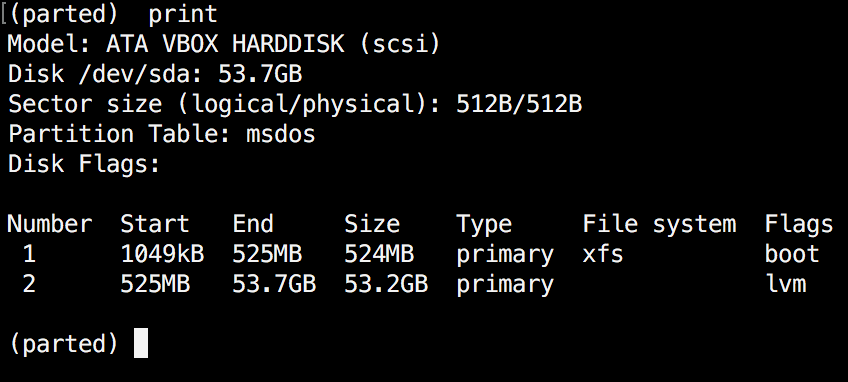 [(parted)  print
Model: ATA VBOX HARDDISK (scsi)
Disk /dev/sda: 53.7GB
Sector size (logical/physical): 512B/512B
Partition Table: msdos
Disk Flags:

Number  Start   End     Size    Type     File system  Flags
 1      1049kB  525MB   524MB   primary  xfs          boot
 2      525MB   53.7GB  53.2GB  primary               lvm

(parted)